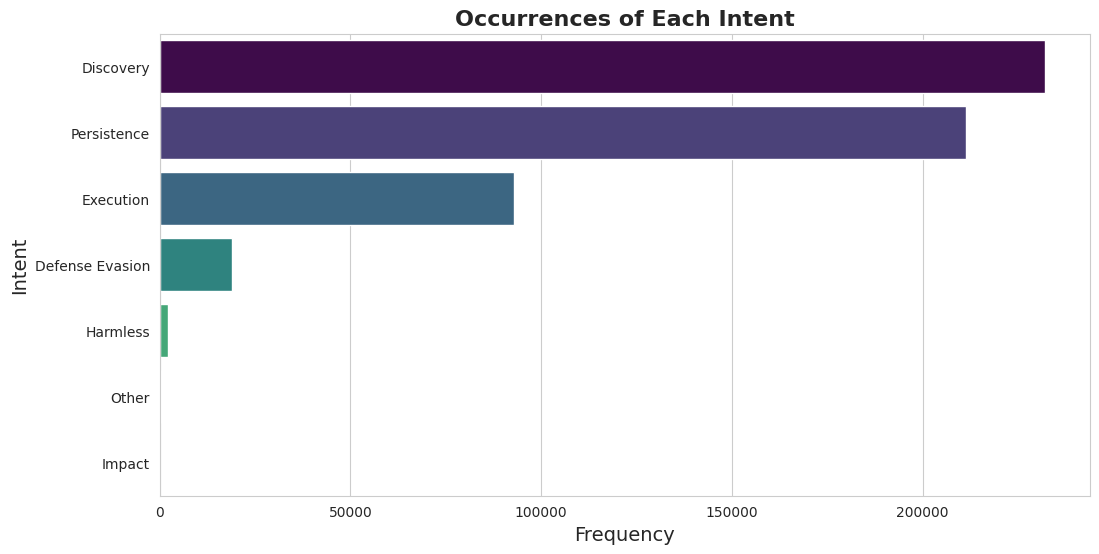 Occurrences of Each Intent
Intent
Discovery
Persistence
Execution
Defense Evasion
Harmless
Other
Impact
0 50000 100000 150000 200000
Frequency